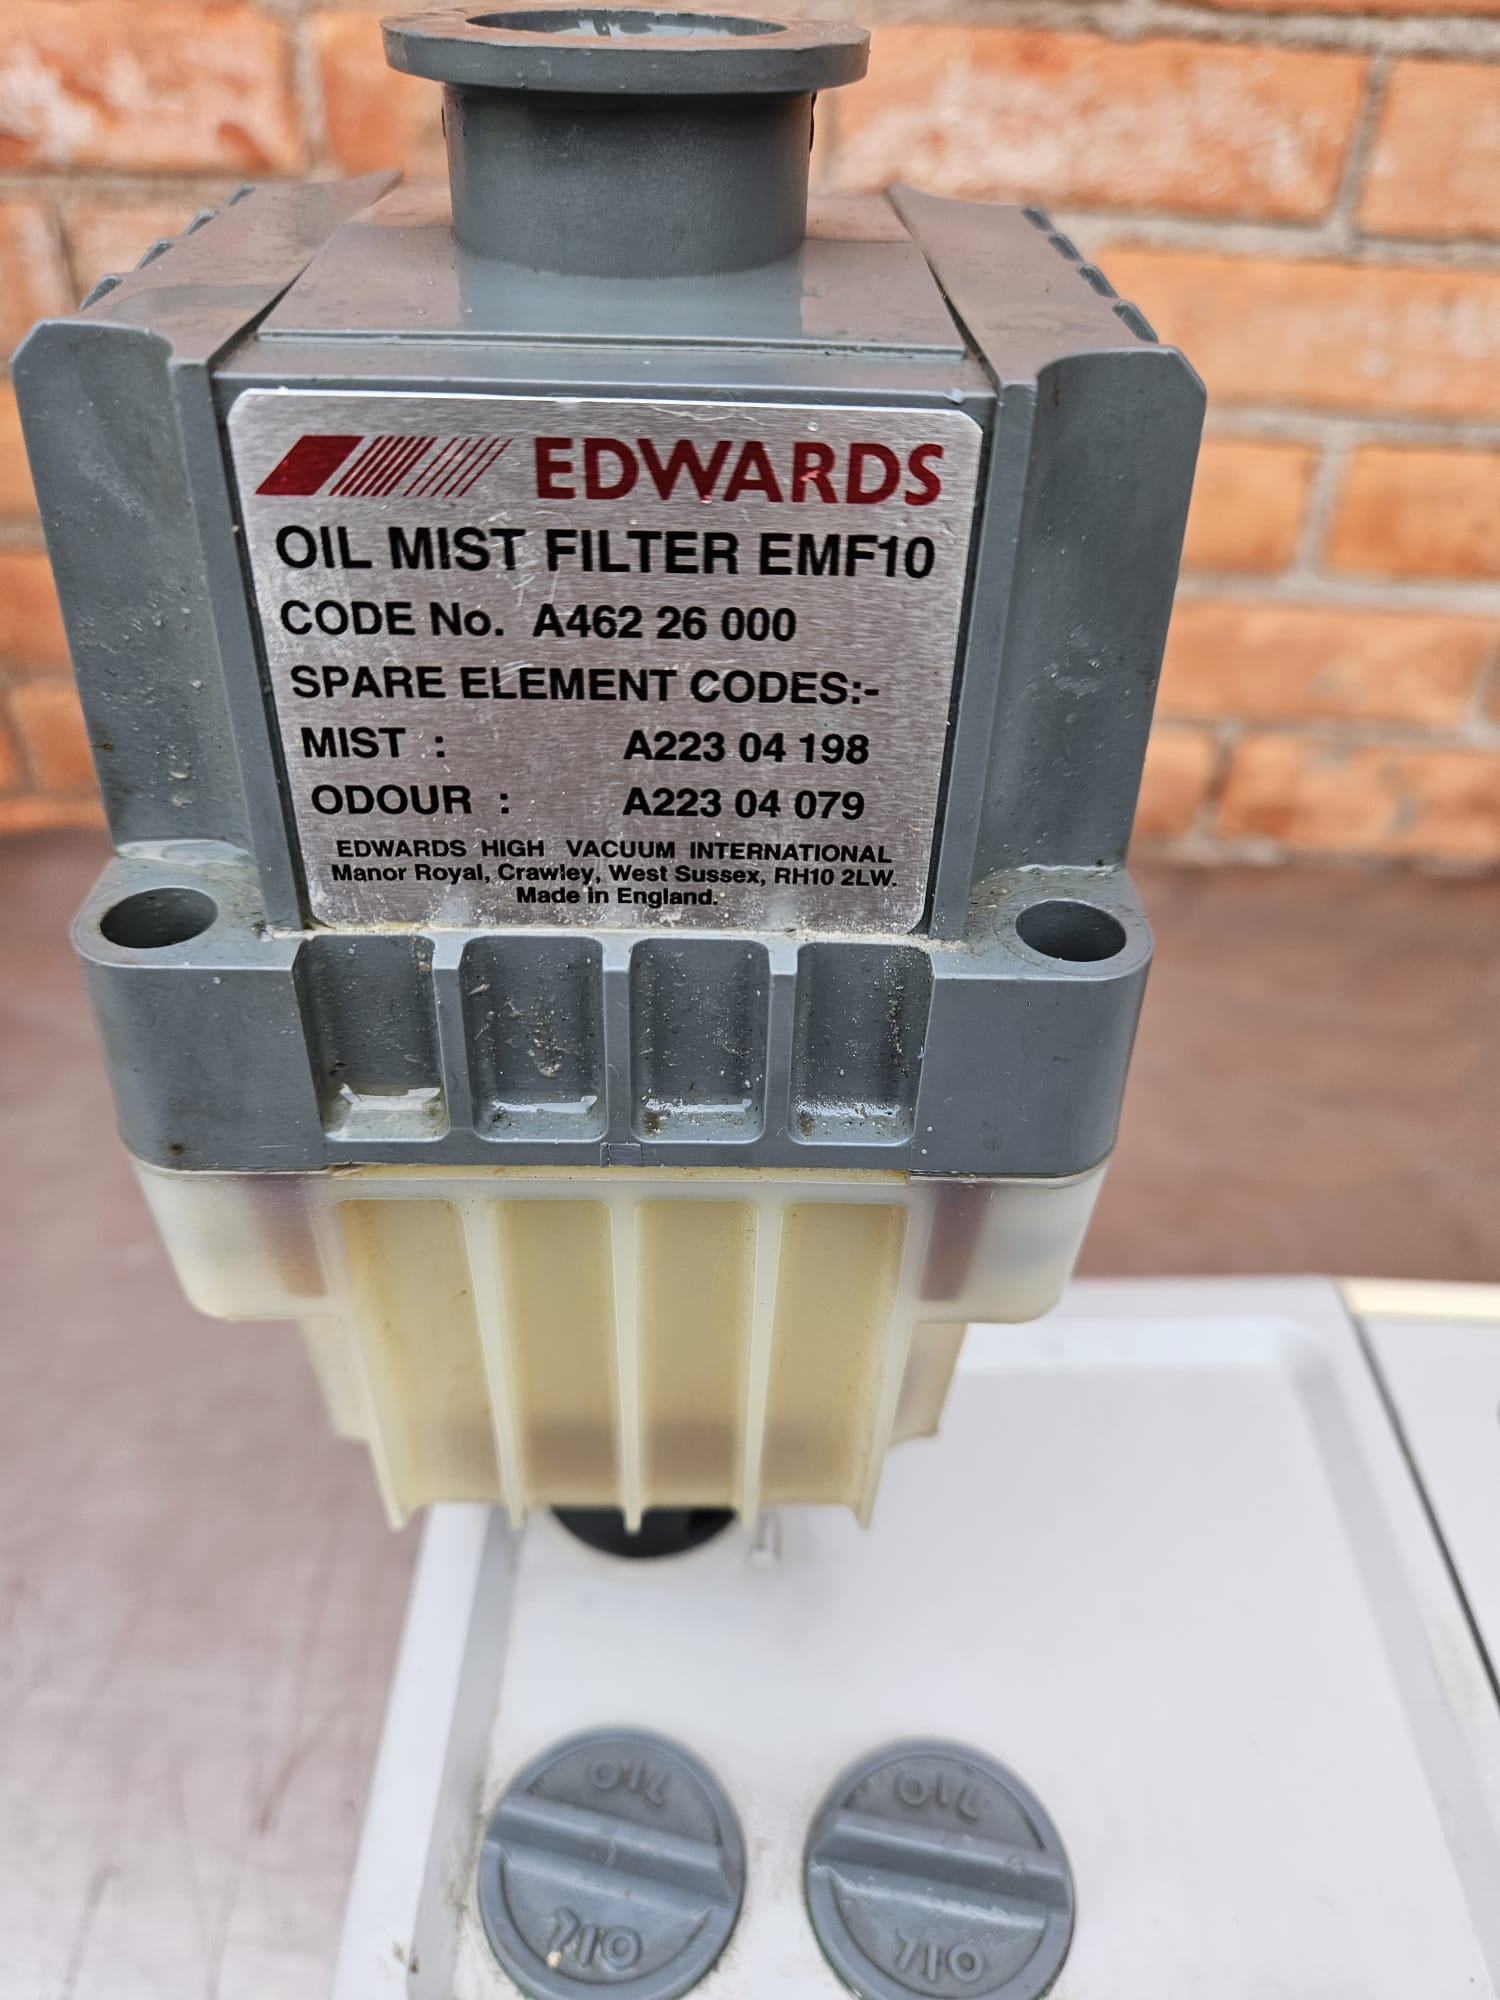 EDWARDS
OIL MIST FILTER EMF10
CODE No. A462 26 000
SPARE ELEMENT CODES:-
MIST : A223 04 198
ODOUR : A223 04 079
EDWARDS HIGH VACUUM INTERNATIONAL
Manor Royal, Crawley, West Sussex, RH10 2LW.
Made in England.
OIL OIL
OIL OIL